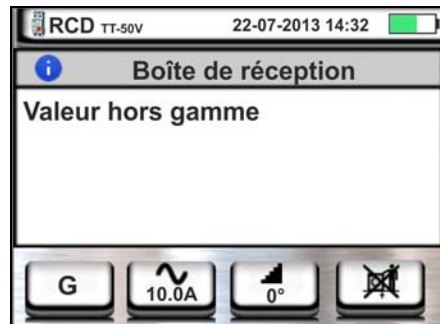 RCD TT-50V 22-07-2013 14:32
Boîte de réception
Valeur hors gamme
G 10.0A 0°